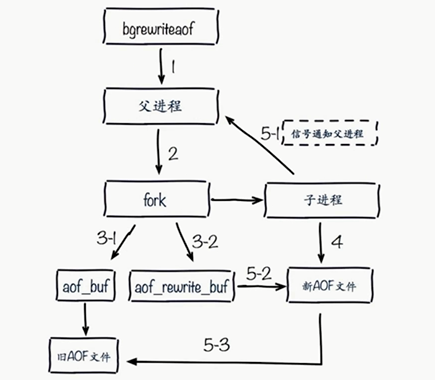 bgrewriteaof
1
父进程
5-1
信号通知父进程
2
fork
子进程
3-1
3-2
4
aof_buf
aof_rewrite_buf
5-2
新AOF文件
5-3
旧AOF文件